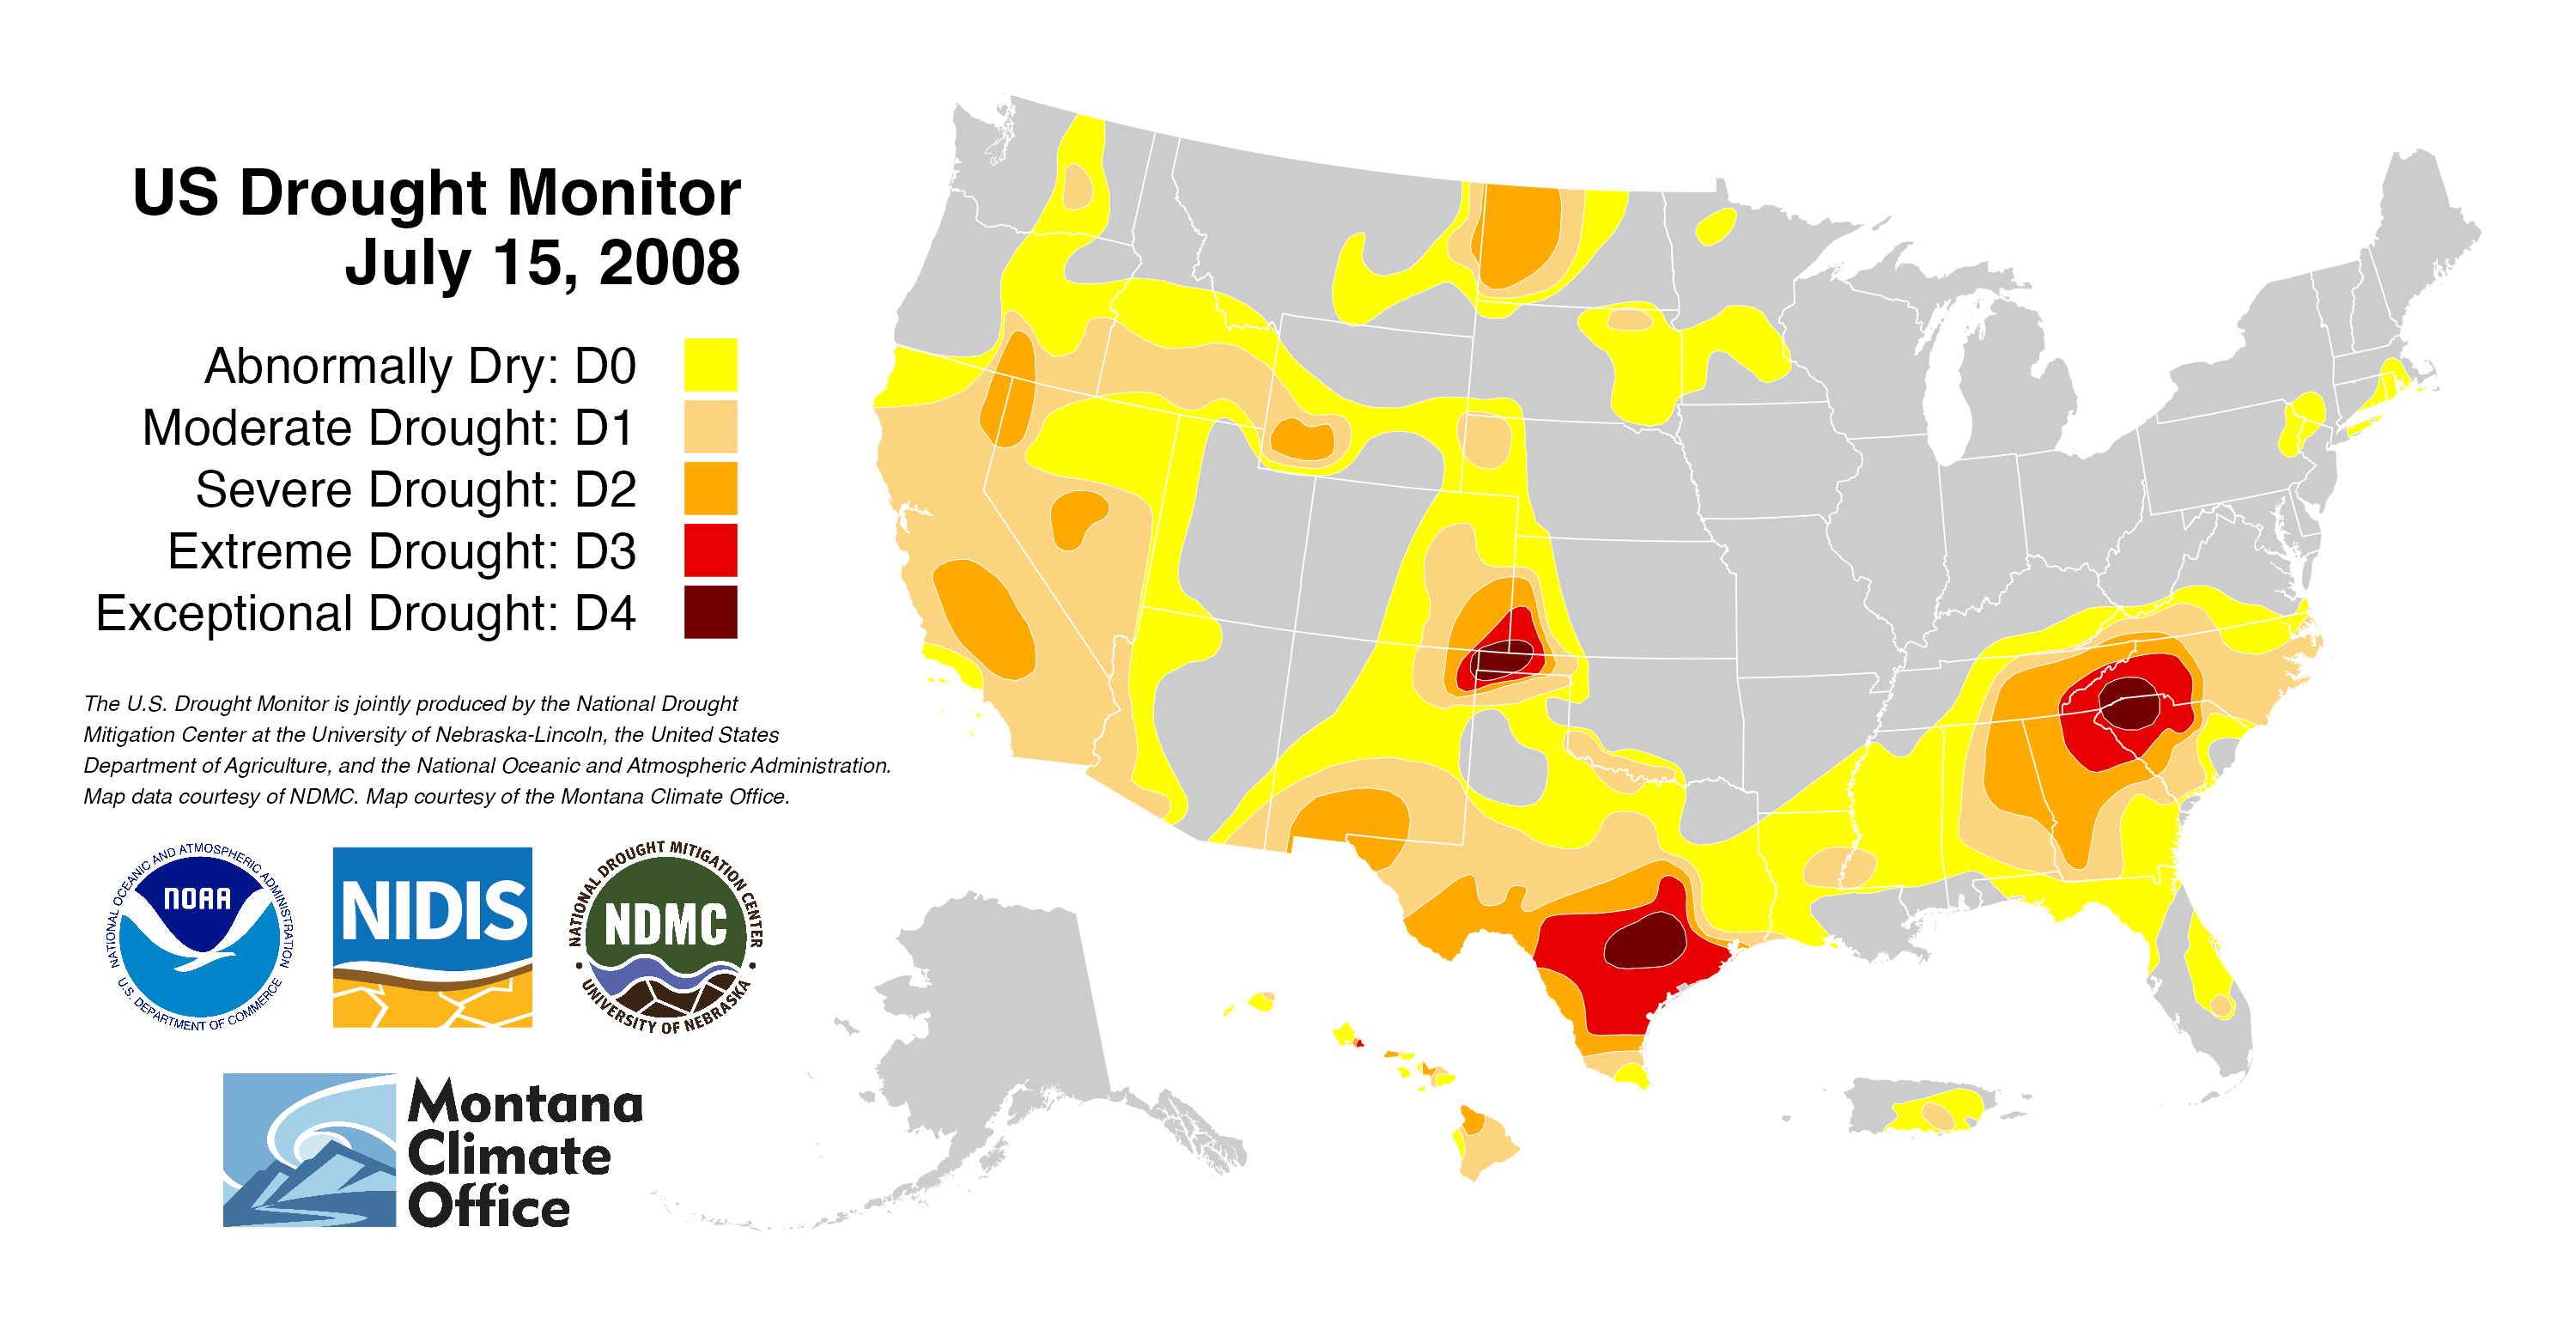 US Drought Monitor
July 15, 2008
Abnormally Dry: D0
Moderate Drought: D1
Severe Drought: D2
Extreme Drought: D3
Exceptional Drought: D4
The U.S. Drought Monitor is jointly produced by the National Drought
Mitigation Center at the University of Nebraska-Lincoln, the United States
Department of Agriculture, and the National Oceanic and Atmospheric Administration.
Map data courtesy of NDMC. Map courtesy of the Montana Climate Office.
NATIONAL OCEANIC AND ATMOSPHERIC ADMINISTRATION
NOAA
U.S. DEPARTMENT OF COMMERCE
NIDIS
NATIONAL DROUGHT MITIGATION CENTER
NDMC
UNIVERSITY OF NEBRASKA
Montana
Climate
Office